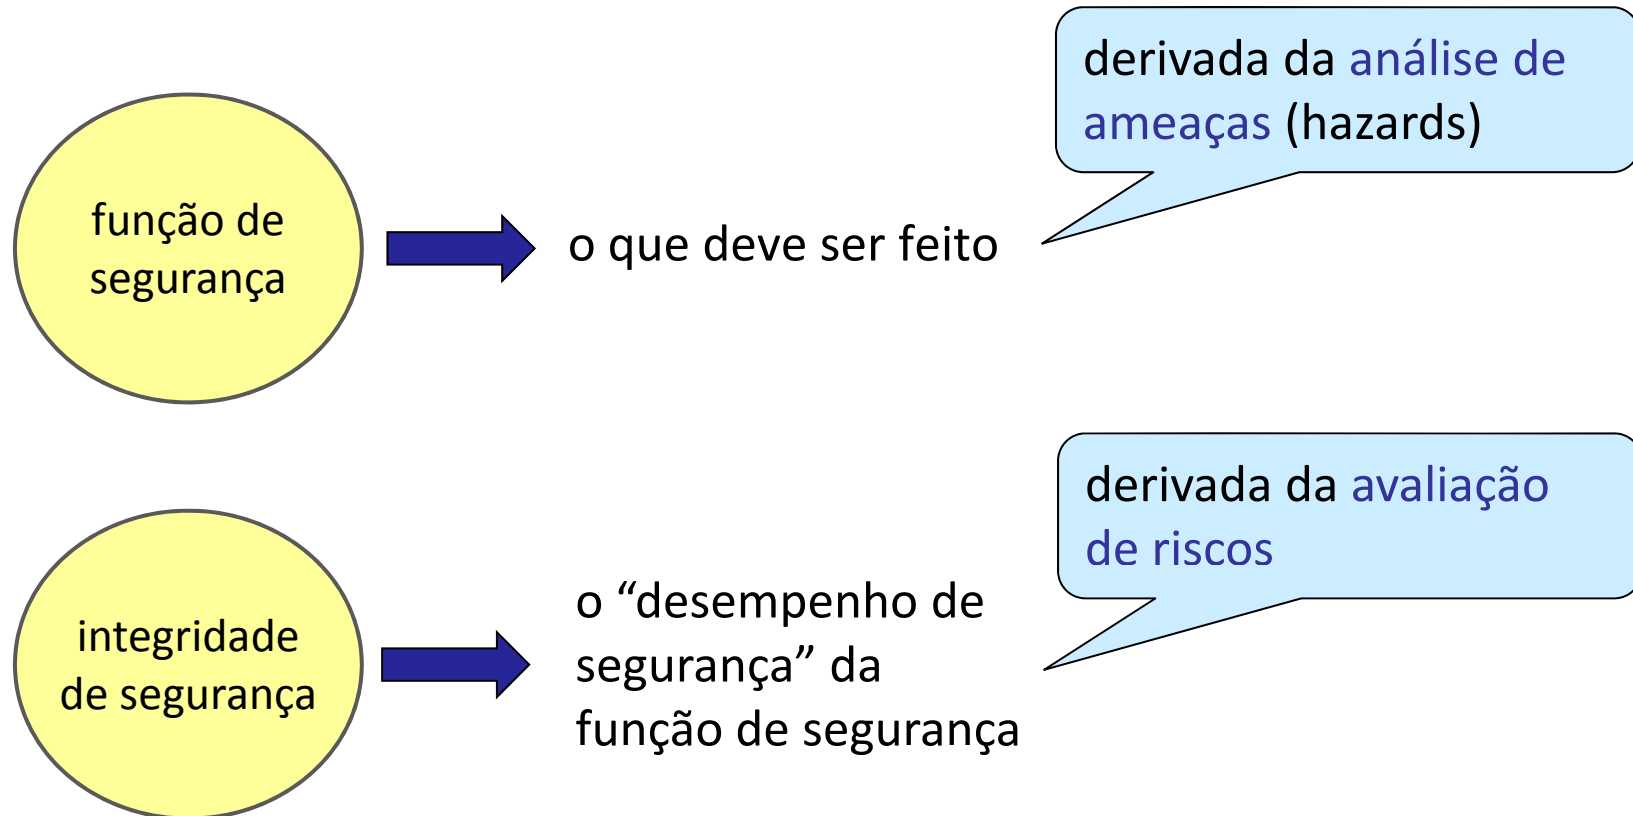 derivada da análise de
ameaças (hazards)
função de
segurança
o que deve ser feito
derivada da avaliação
de riscos
integridade
de segurança
o “desempenho de
segurança” da
função de segurança